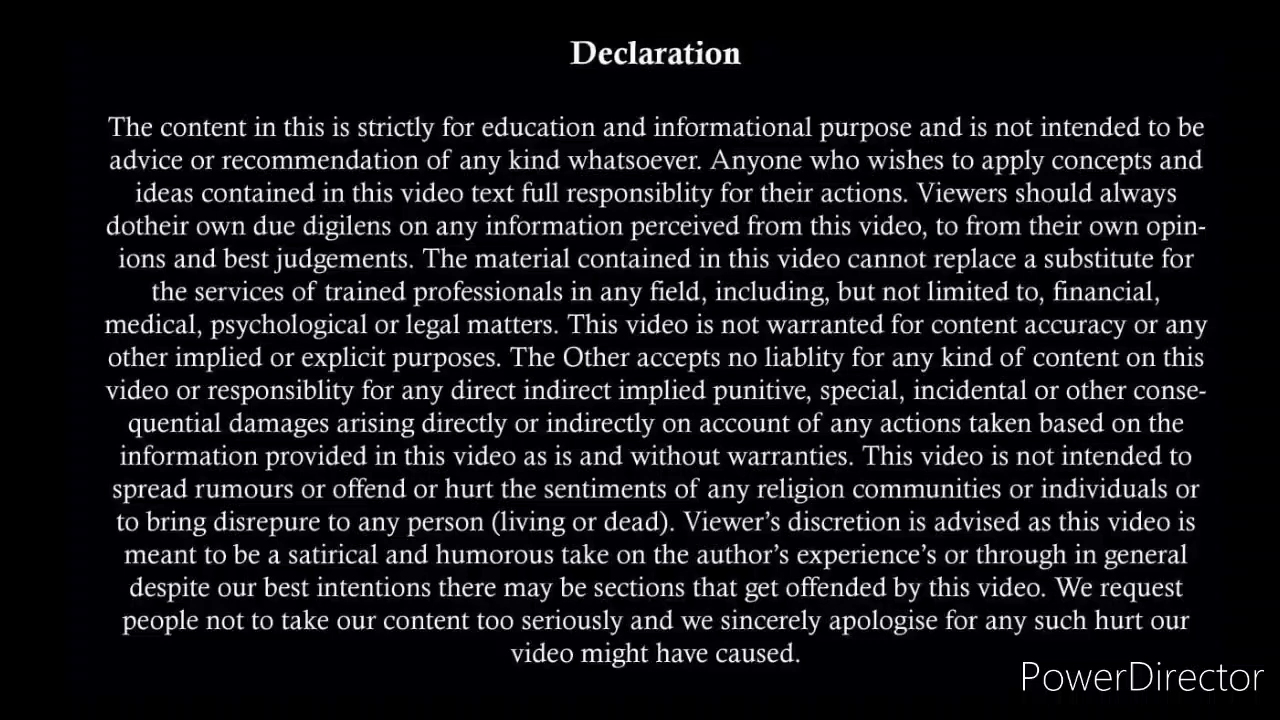 Declaration
The content in this is strictly for education and informational purpose and is not intended to be
advice or recommendation of any kind whatsoever. Anyone who wishes to apply concepts and
ideas contained in this video text full responsiblity for their actions. Viewers should always
dotheir own due digilens on any information perceived from this video, to from their own opin-
ions and best judgements. The material contained in this video cannot replace a substitute for
the services of trained professionals in any field, including, but not limited to, financial,
medical, psychological or legal matters. This video is not warranted for content accuracy or any
other implied or explicit purposes. The Other accepts no liablity for any kind of content on this
video or responsiblity for any direct indirect implied punitive, special, incidental or other conse-
quential damages arising directly or indirectly on account of any actions taken based on the
information provided in this video as is and without warranties. This video is not intended to
spread rumours or offend or hurt the sentiments of any religion communities or individuals or
to bring disrepure to any person (living or dead). Viewer’s discretion is advised as this video is
meant to be a satirical and humorous take on the author’s experience’s or through in general
despite our best intentions there may be sections that get offended by this video. We request
people not to take our content too seriously and we sincerely apologise for any such hurt our
video might have caused.
PowerDirector